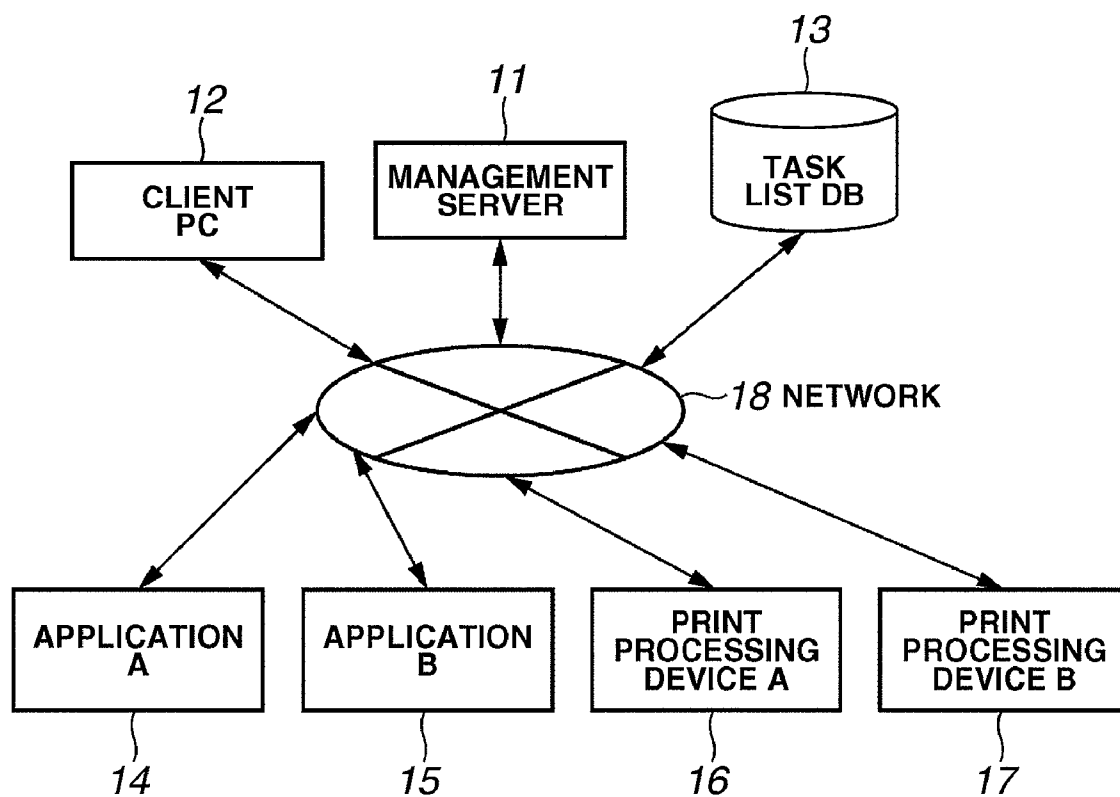 13
11
12
CLIENT
PC
MANAGEMENT
SERVER
TASK
LIST DB
18 NETWORK
APPLICATION
A
APPLICATION
B
PRINT
PROCESSING
DEVICE A
PRINT
PROCESSING
DEVICE B
14
15
16
17